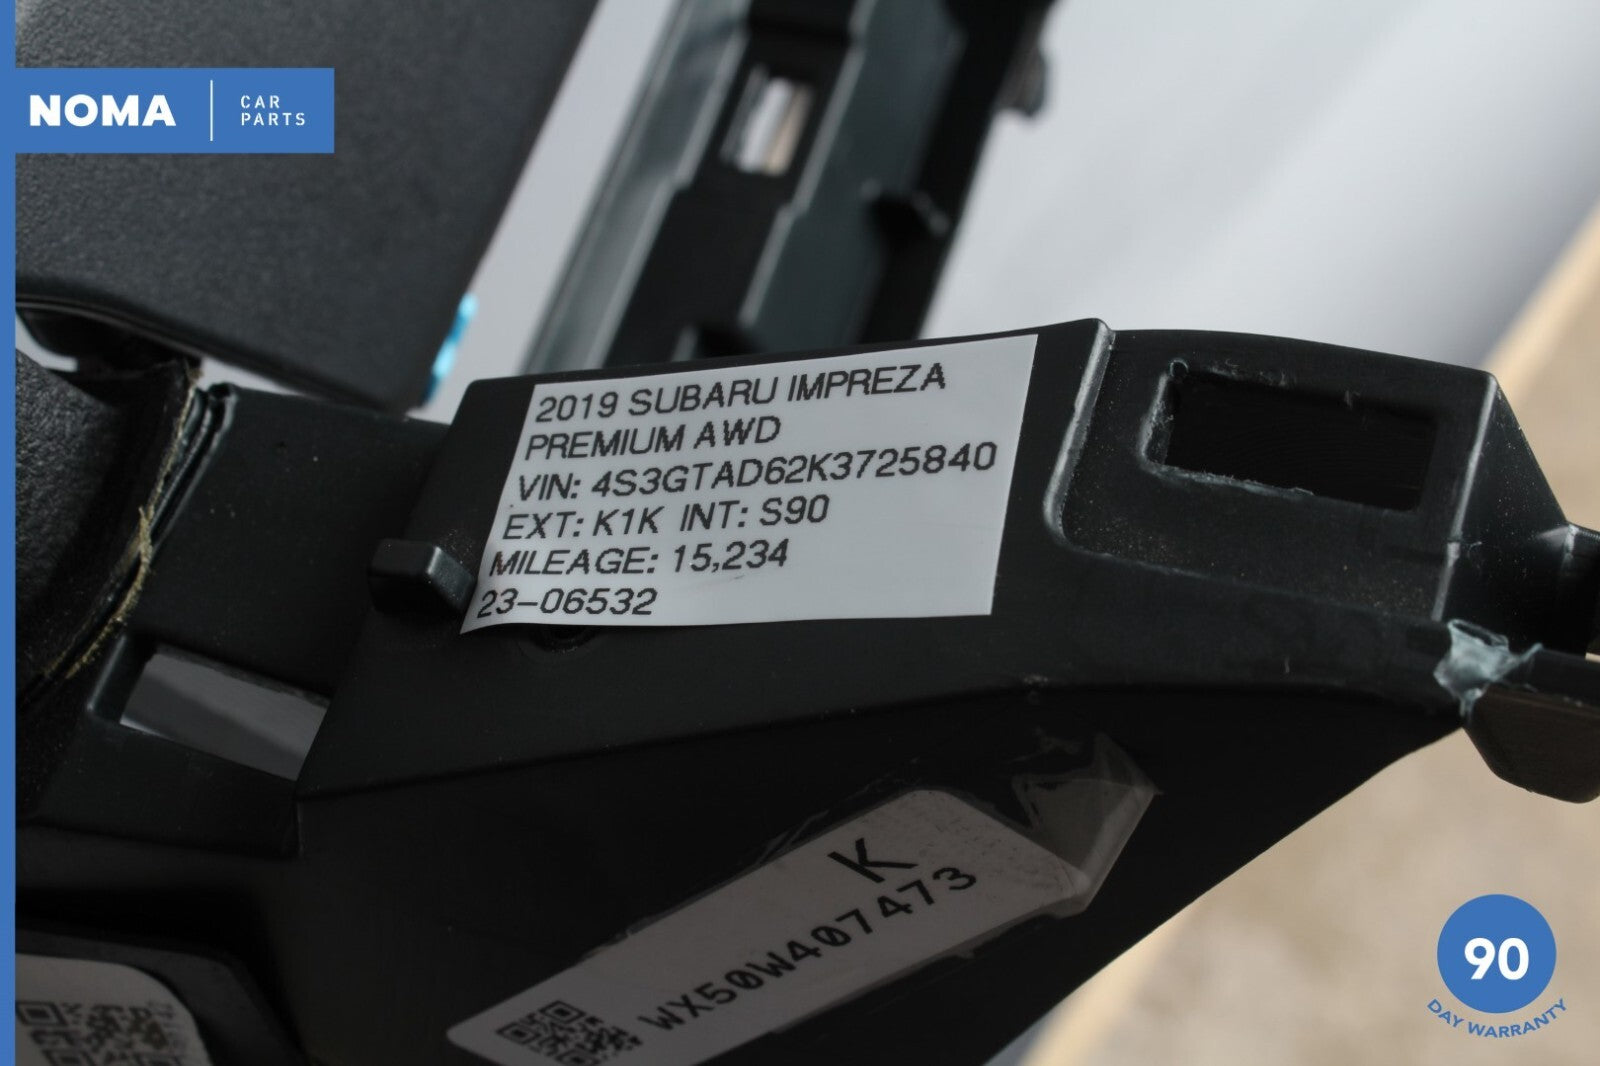 NOMA
CAR
PARTS
2019 SUBARU IMPREZA
PREMIUM AWD
VIN: 4S3GTAD62K3725840
EXT: K1K INT: S90
MILEAGE: 15,234
23-06532
K
WX50W407473
90
DAY WARRANTY